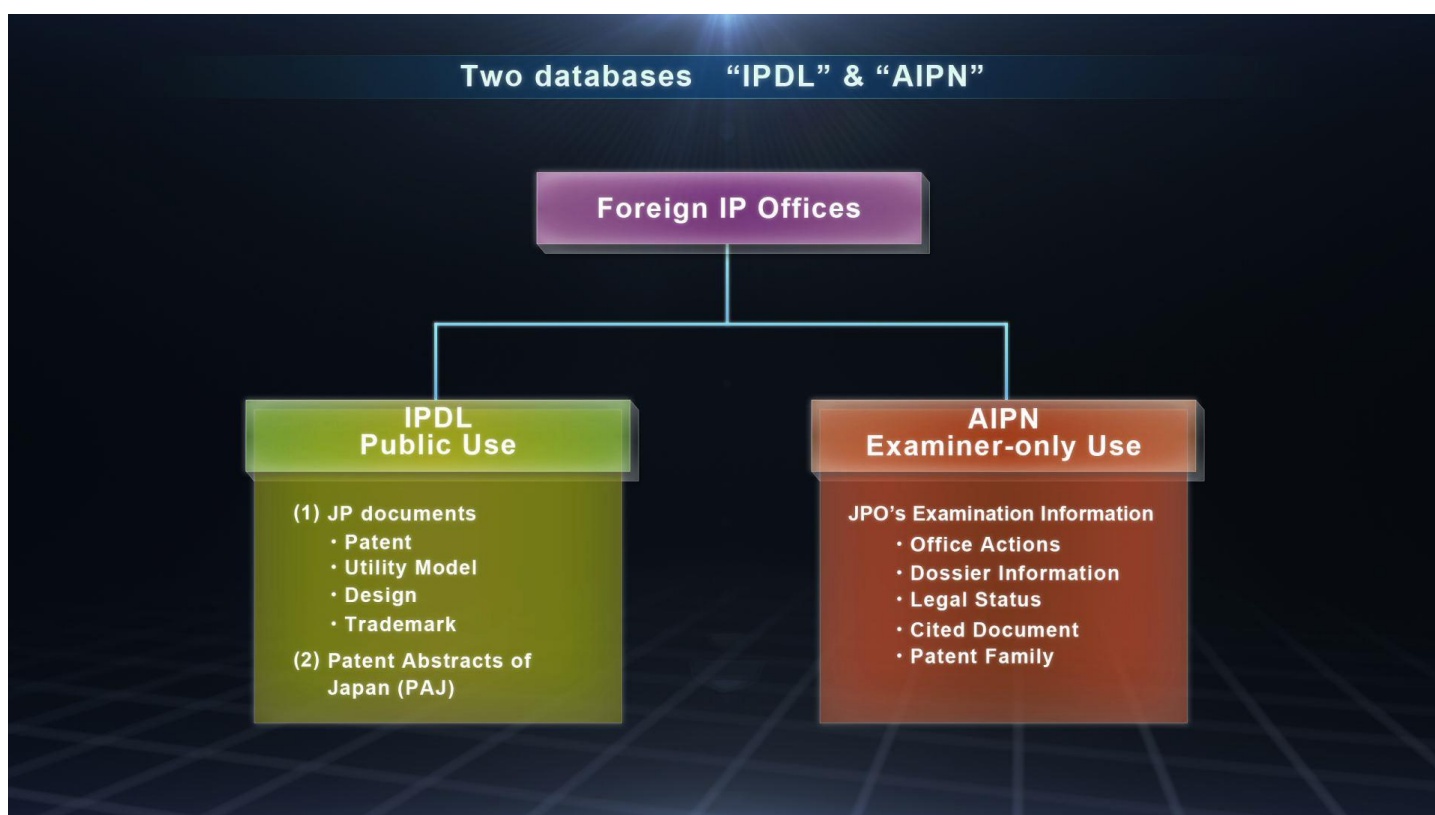 Two databases “IPDL” & “AIPN”
Foreign IP Offices
IPDL
Public Use
(1) JP documents
・Patent
・Utility Model
・Design
・Trademark
(2) Patent Abstracts of
Japan (PAJ)
AIPN
Examiner-only Use
JPO’s Examination Information
・Office Actions
・Dossier Information
・Legal Status
・Cited Document
・Patent Family